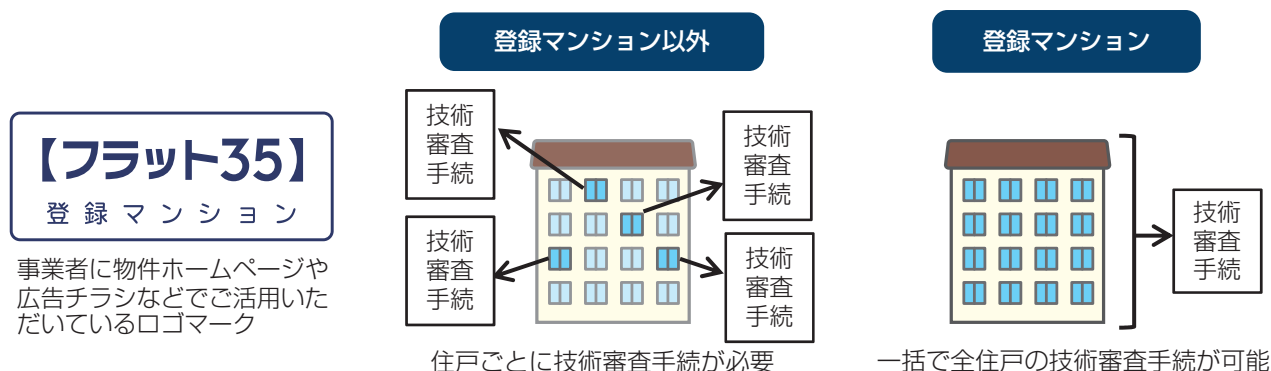 【フラット35】
登録マンション
事業者に物件ホームページや
広告チラシなどでご活用いた
だいているロゴマーク
登録マンション以外
技術
審査
手続
技術
審査
手続
技術
審査
手続
技術
審査
手続
住戸ごとに技術審査手続が必要
登録マンション
技術
審査
手続
一括で全住戸の技術審査手続が可能